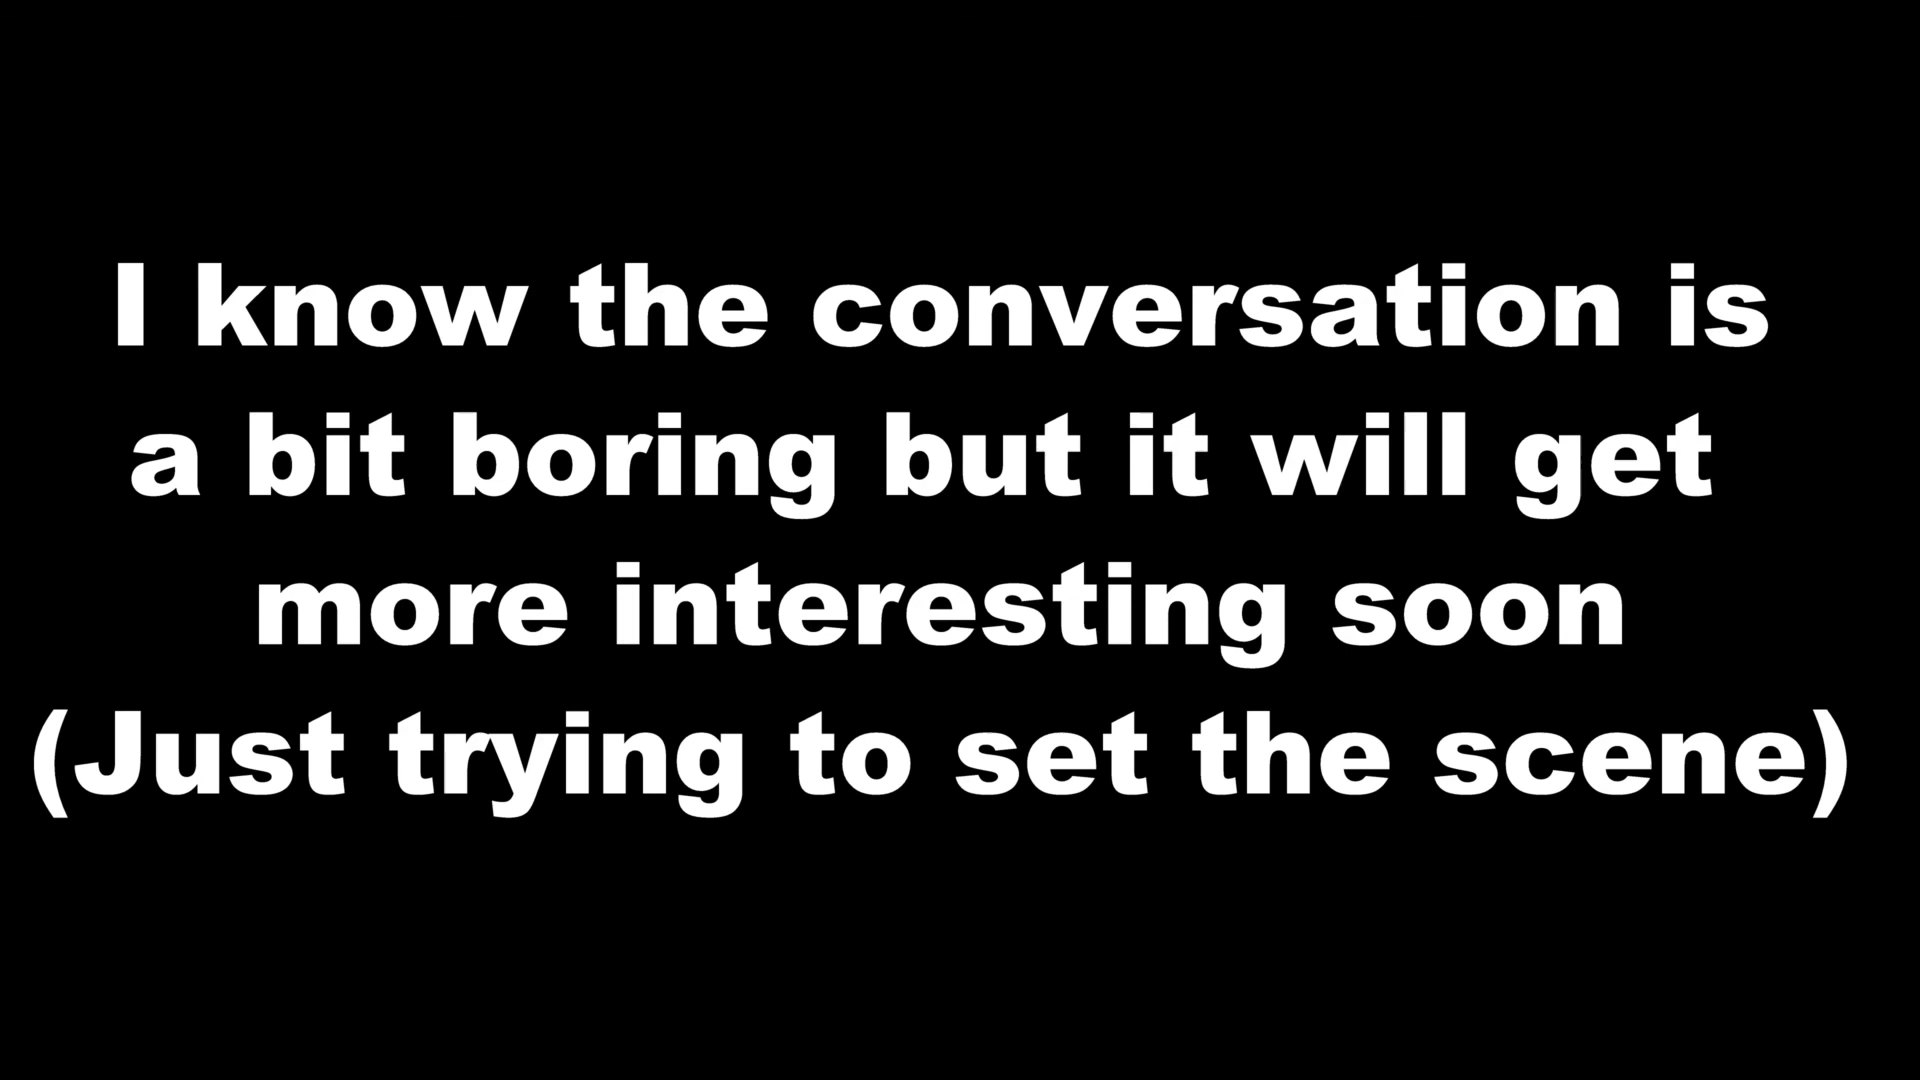 I know the conversation is
a bit boring but it will get
more interesting soon
(Just trying to set the scene)